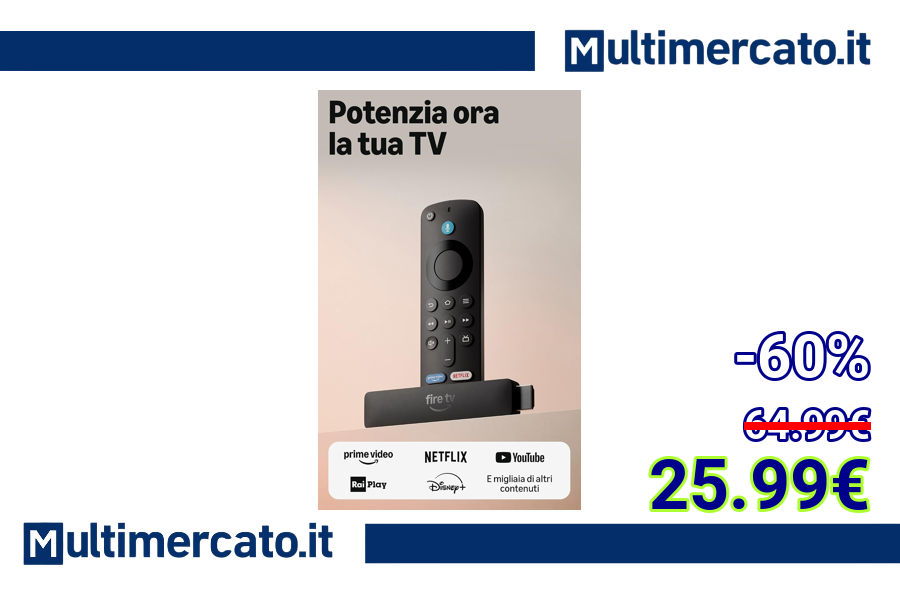 Multimercato.it
Potenzia ora
la tua TV
NETFLIX
fire tv
prime video
NETFLIX
YouTube
Rai Play
Disney+
E migliaia di altri
contenuti
-60%
64.99€
25.99€
Multimercato.it